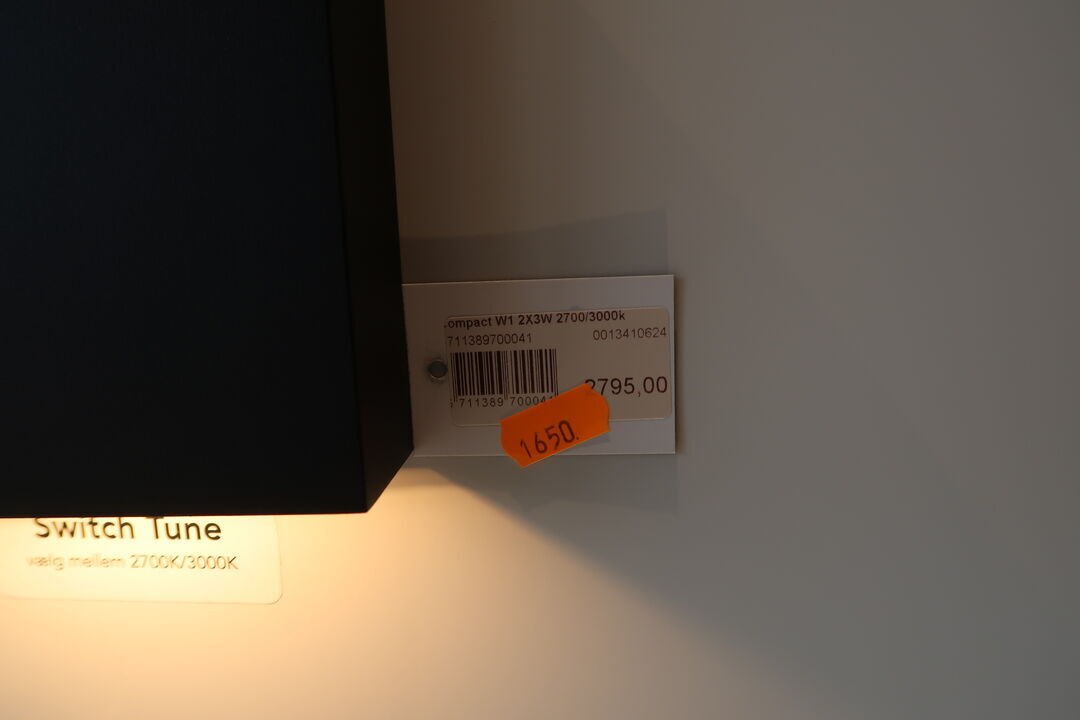 ompact W1 2X3W 2700/3000k
711389700041 0013410624
711389 70004
2795,00
1650.
Switch Tune
vælg mellem 2700K/3000K